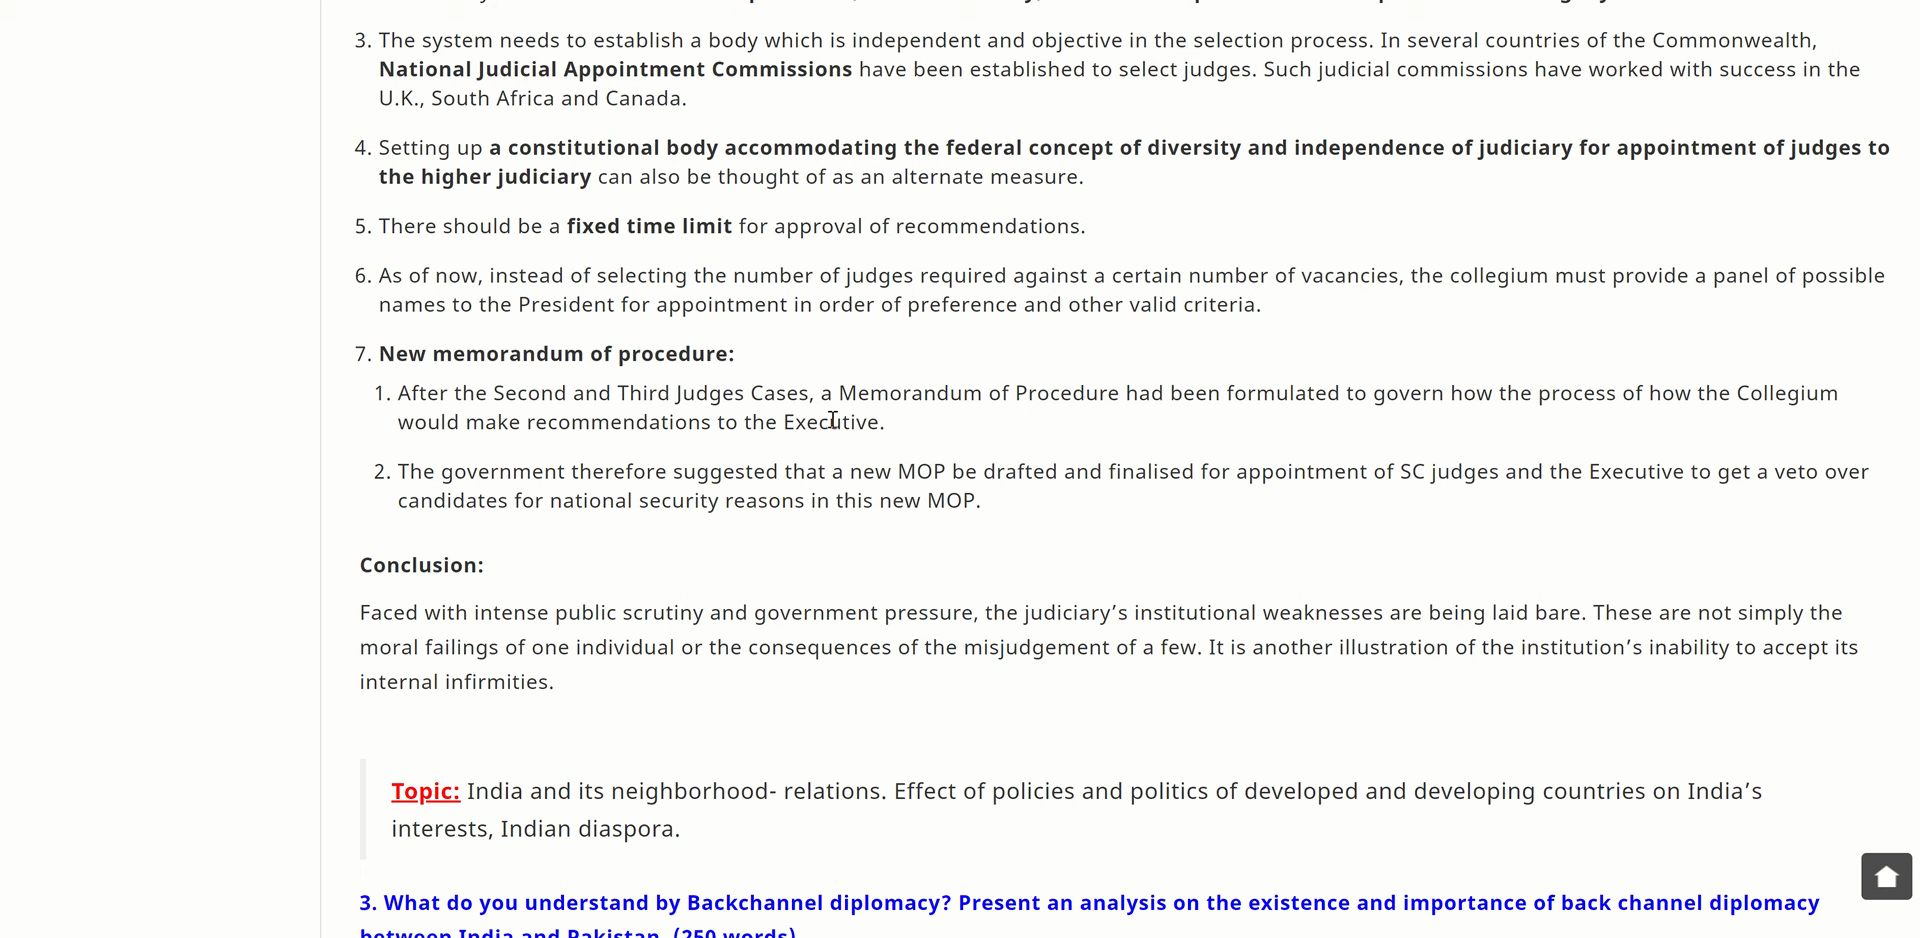 3. The system needs to establish a body which is independent and objective in the selection process. In several countries of the Commonwealth,
National Judicial Appointment Commissions have been established to select judges. Such judicial commissions have worked with success in the
U.K., South Africa and Canada.
4. Setting up a constitutional body accommodating the federal concept of diversity and independence of judiciary for appointment of judges to
the higher judiciary can also be thought of as an alternate measure.
5. There should be a fixed time limit for approval of recommendations.
6. As of now, instead of selecting the number of judges required against a certain number of vacancies, the collegium must provide a panel of possible
names to the President for appointment in order of preference and other valid criteria.
7. New memorandum of procedure:
1. After the Second and Third Judges Cases, a Memorandum of Procedure had been formulated to govern how the process of how the Collegium
would make recommendations to the Executive.
2. The government therefore suggested that a new MOP be drafted and finalised for appointment of SC judges and the Executive to get a veto over
candidates for national security reasons in this new MOP.
Conclusion:
Faced with intense public scrutiny and government pressure, the judiciary’s institutional weaknesses are being laid bare. These are not simply the
moral failings of one individual or the consequences of the misjudgement of a few. It is another illustration of the institution’s inability to accept its
internal infirmities.
Topic: India and its neighborhood- relations. Effect of policies and politics of developed and developing countries on India’s
interests, Indian diaspora.
3. What do you understand by Backchannel diplomacy? Present an analysis on the existence and importance of back channel diplomacy
between India and Pakistan. (250 words)